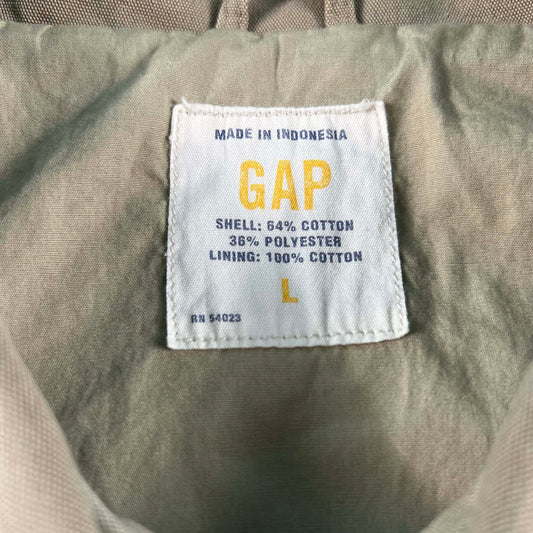 MADE IN INDONESIA
GAP
SHELL: 64% COTTON
36% POLYESTER
LINING: 100% COTTON
L
RN 54023